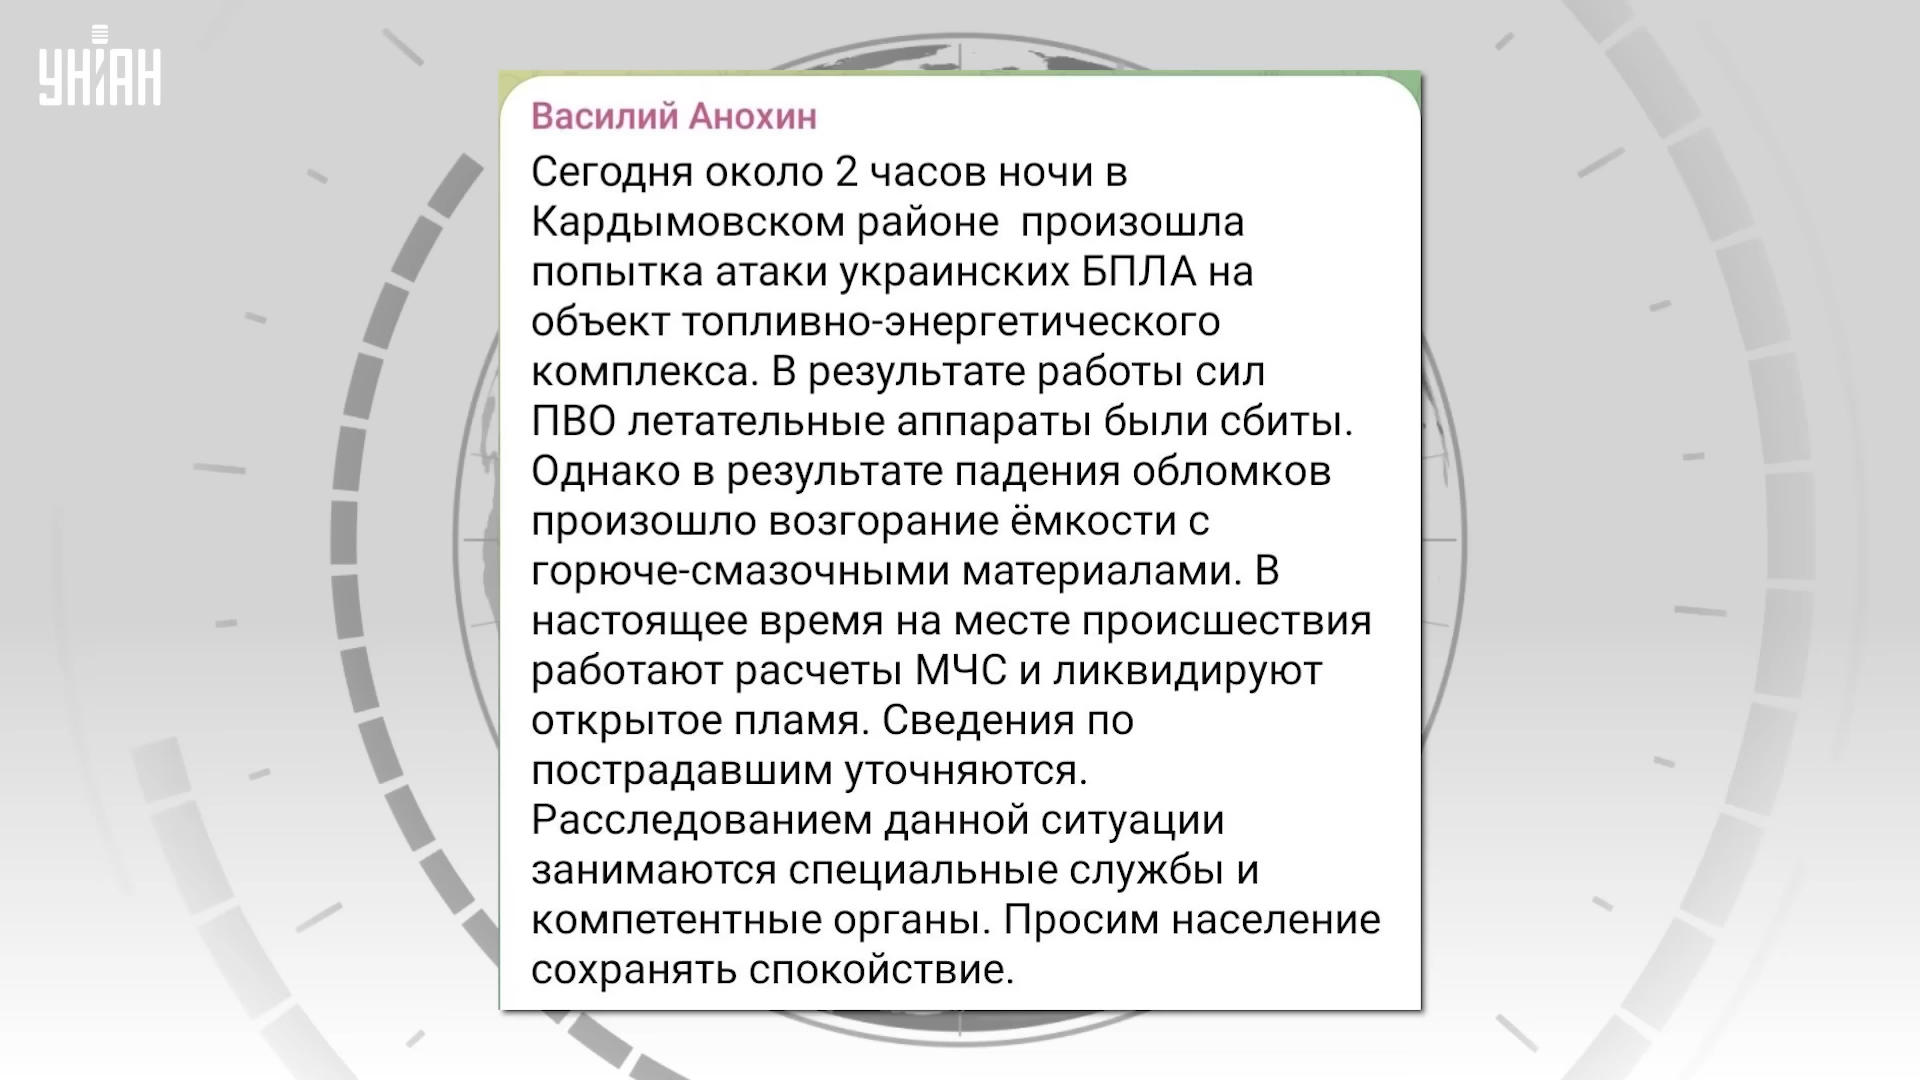 УНІАН
Василий Анохин
Сегодня около 2 часов ночи в
Кардымовском районе  произошла
попытка атаки украинских БПЛА на
объект топливно-энергетического
комплекса. В результате работы сил
ПВО летательные аппараты были сбиты.
Однако в результате падения обломков
произошло возгорание ёмкости с
горюче-смазочными материалами. В
настоящее время на месте происшествия
работают расчеты МЧС и ликвидируют
открытое пламя. Сведения по
пострадавшим уточняются.
Расследованием данной ситуации
занимаются специальные службы и
компетентные органы. Просим население
сохранять спокойствие.